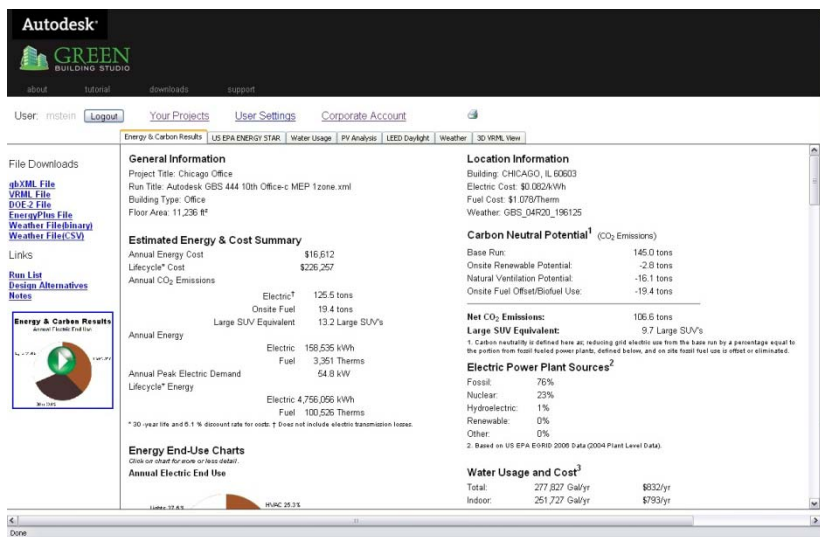 Autodesk®
GREEN
BUILDING STUDIO
about tutorial downloads support
User: mstein Logout Your Projects User Settings Corporate Account
Energy & Carbon Results US EPA ENERGY STAR Water Usage PV Analysis LEED Daylight Weather 3D VRML View
File Downloads
gbXML File
VRML File
DOE-2 File
EnergyPlus File
Weather File(binary)
Weather File(CSV)
Links
Run List
Design Alternatives
Notes
Energy & Carbon Results
Annual Electric End Use
General Information
Project Title: Chicago Office
Run Title: Autodesk GBS 444 10th Office-c MEP 1zone.xml
Building Type: Office
Floor Area: 11,236 ft²
Estimated Energy & Cost Summary
Annual Energy Cost $16,612
Lifecycle* Cost $226,257
Annual CO2 Emissions
Electric† 125.5 tons
Onsite Fuel 19.4 tons
Large SUV Equivalent 13.2 Large SUV's
Annual Energy
Electric 158,535 kWh
Fuel 3,351 Therms
Annual Peak Electric Demand 54.8 kW
Lifecycle* Energy
Electric 4,756,056 kWh
Fuel 100,526 Therms
* 30 -year life and 6.1 % discount rate for costs. † Does not include electric transmission losses.
Energy End-Use Charts
Click on chart for more or less detail.
Annual Electric End Use
HVAC 25.3%
Location Information
Building: CHICAGO, IL 60603
Electric Cost: $0.082/kWh
Fuel Cost: $1.078/Therm
Weather: GBS_04R20_196125
Carbon Neutral Potential1 (CO2 Emissions)
Base Run: 145.0 tons
Onsite Renewable Potential: -2.8 tons
Natural Ventilation Potential: -16.1 tons
Onsite Fuel Offset/Biofuel Use: -19.4 tons
Net CO2 Emissions: 106.6 tons
Large SUV Equivalent: 9.7 Large SUV's
1. Carbon neutrality is defined here as; reducing grid electric use from the base run by a percentage equal to
the portion from fossil fueled power plants, defined below, and on site fossil fuel use is offset or eliminated.
Electric Power Plant Sources2
Fossil: 76%
Nuclear: 23%
Hydroelectric: 1%
Renewable: 0%
Other: 0%
2. Based on US EPA EGRID 2006 Data (2004 Plant Level Data).
Water Usage and Cost3
Total: 277,827 Gal/yr $832/yr
Indoor: 251,727 Gal/yr $793/yr
Done